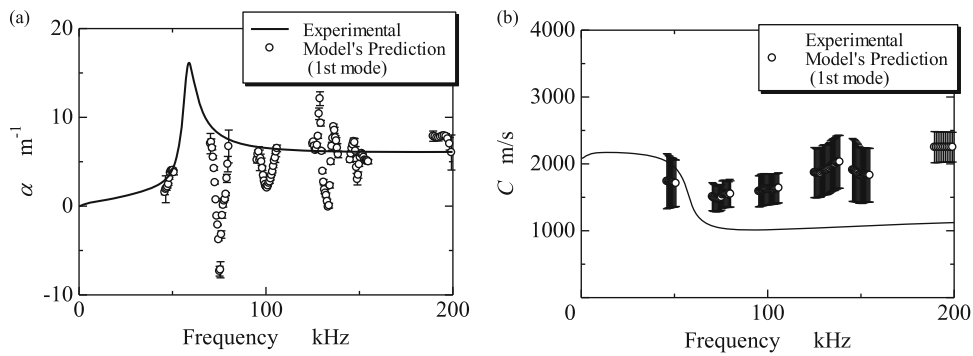 (a)
20
10
0
-10
α m⁻¹
Experimental
Model's Prediction
(1st mode)
0
100
200
Frequency kHz
(b)
4000
3000
2000
1000
0
C m/s
Experimental
Model's Prediction
(1st mode)
0
100
200
Frequency kHz